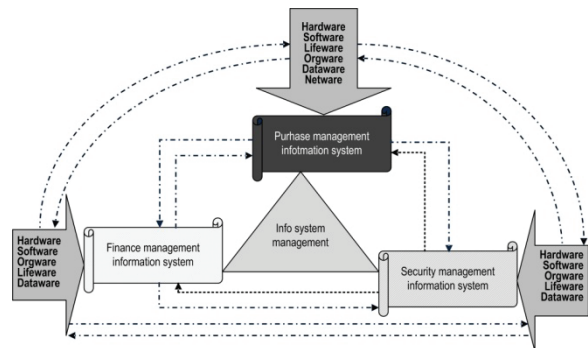 Hardware
Software
Lifeware
Orgware
Dataware
Netware
Purhase management
infotmation system
Info system
management
Hardware
Software
Orgware
Lifeware
Dataware
Finance management
information system
Security management
information system
Hardware
Software
Orgware
Lifeware
Dataware